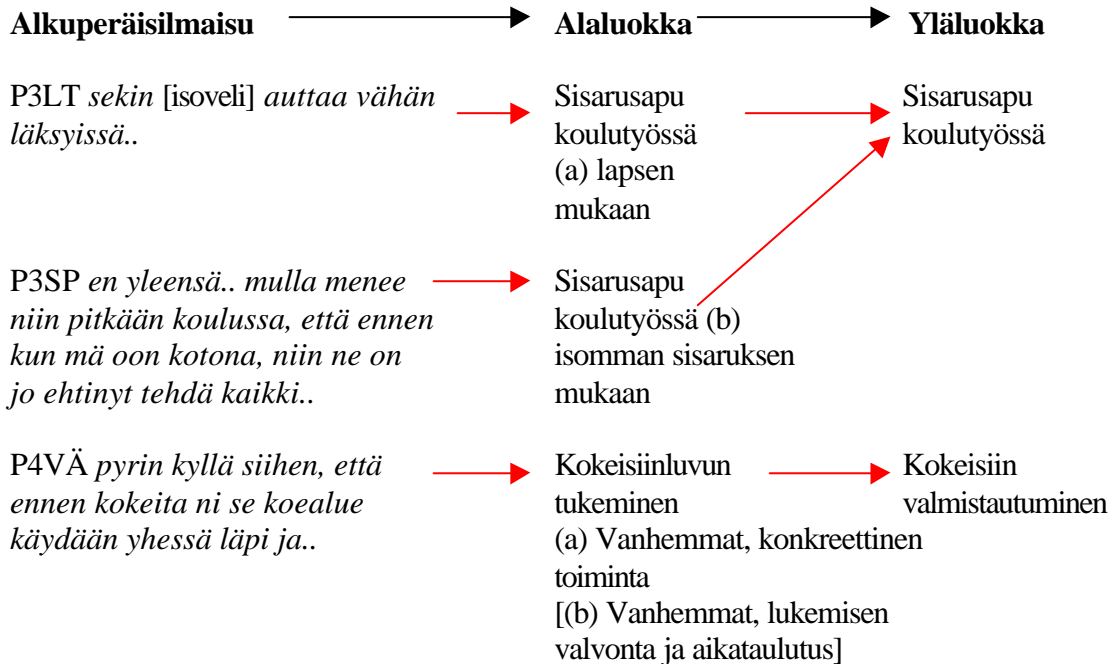 Alkuperäisilmaisu Alaluokka Yläluokka
P3LT sekin [isoveli] auttaa vähän
läksyissä..
Sisarusapu
koulutyössä
(a) lapsen
mukaan
Sisarusapu
koulutyössä
P3SP en yleensä.. mulla menee
niin pitkään koulussa, että ennen
kun mä oon kotona, niin ne on
jo ehtinyt tehdä kaikki..
Sisarusapu
koulutyössä (b)
isomman sisaruksen
mukaan
P4VÄ pyrin kyllä siihen, että
ennen kokeita ni se koealue
käydään yhessä läpi ja..
Kokeisiinluvun
tukeminen
(a) Vanhemmat, konkreettinen
toiminta
[(b) Vanhemmat, lukemisen
valvonta ja aikataulutus]
Kokeisiin
valmistautuminen